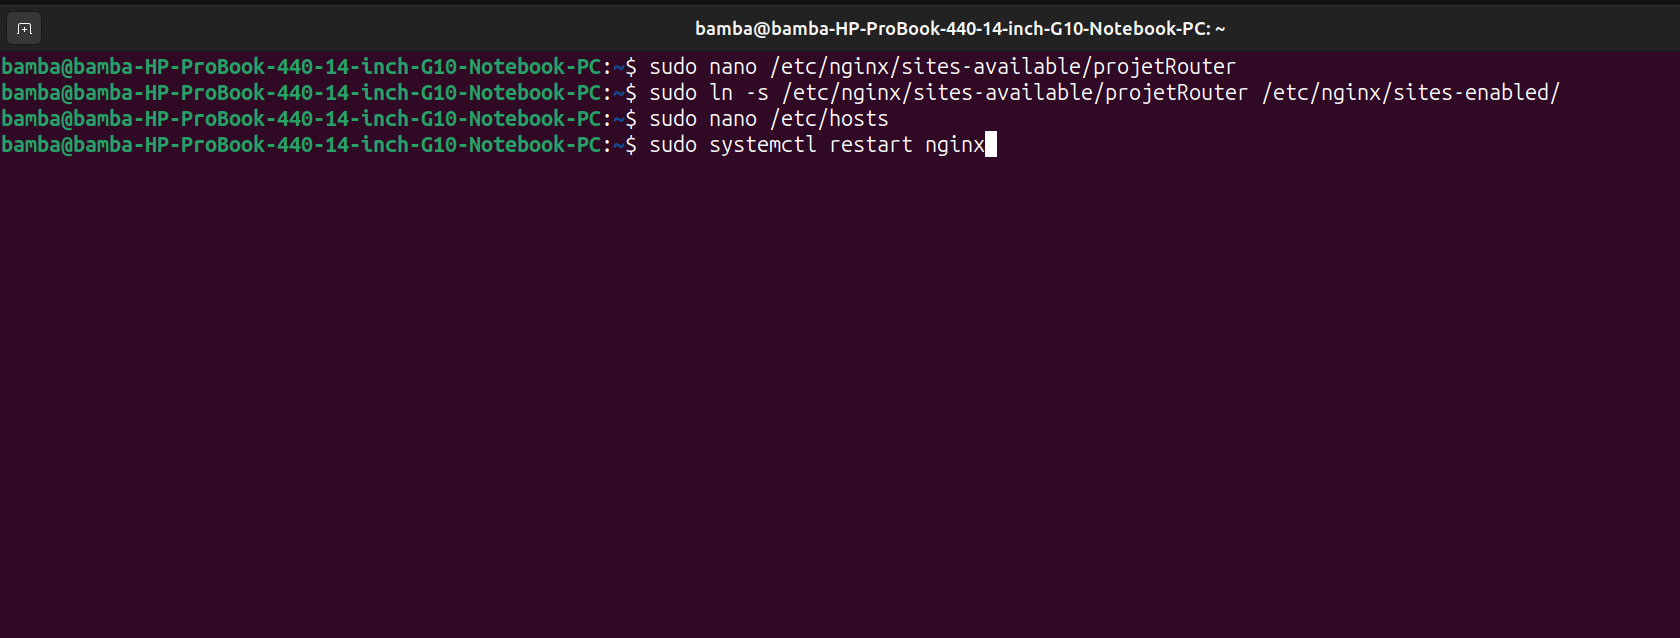 bamba@bamba-HP-ProBook-440-14-inch-G10-Notebook-PC: ~
bamba@bamba-HP-ProBook-440-14-inch-G10-Notebook-PC:~$ sudo nano /etc/nginx/sites-available/projetRouter
bamba@bamba-HP-ProBook-440-14-inch-G10-Notebook-PC:~$ sudo ln -s /etc/nginx/sites-available/projetRouter /etc/nginx/sites-enabled/
bamba@bamba-HP-ProBook-440-14-inch-G10-Notebook-PC:~$ sudo nano /etc/hosts
bamba@bamba-HP-ProBook-440-14-inch-G10-Notebook-PC:~$ sudo systemctl restart nginx